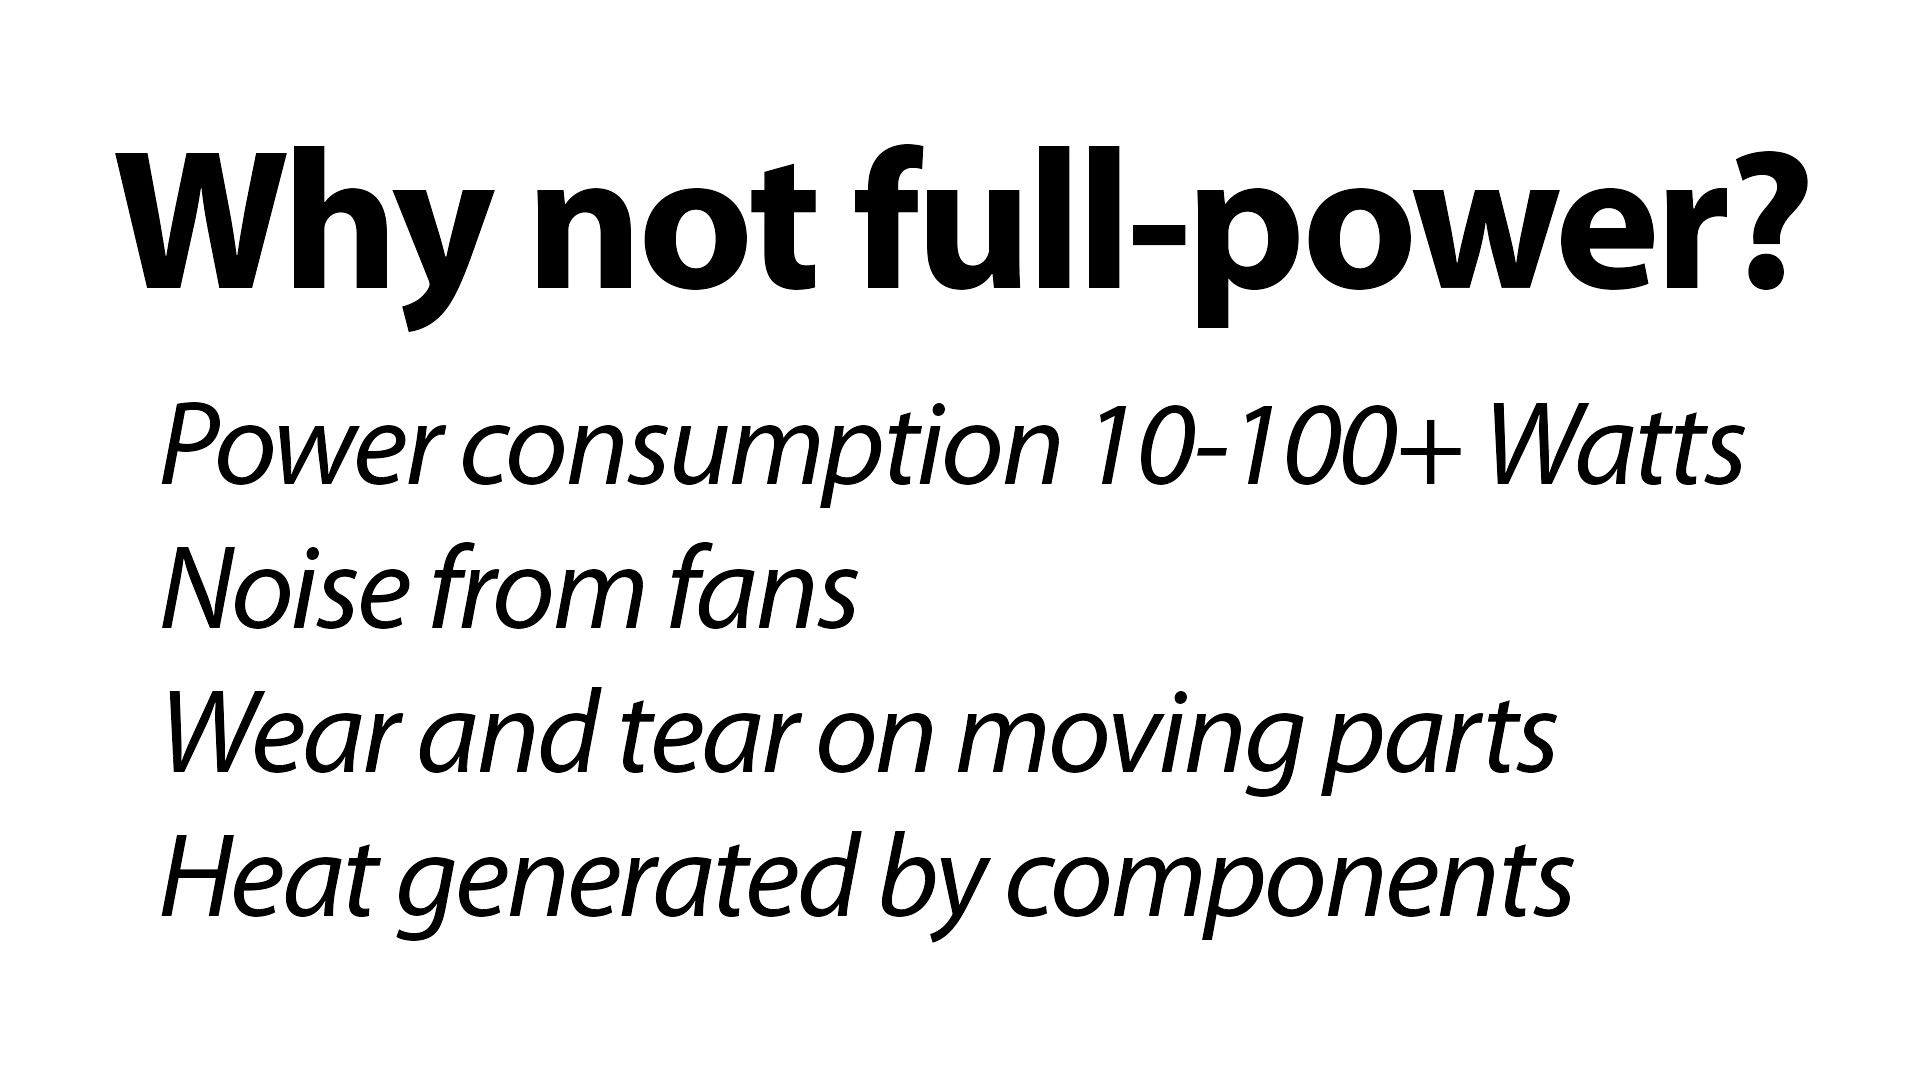 Why not full-power?
Power consumption 10-100+ Watts
Noise from fans
Wear and tear on moving parts
Heat generated by components